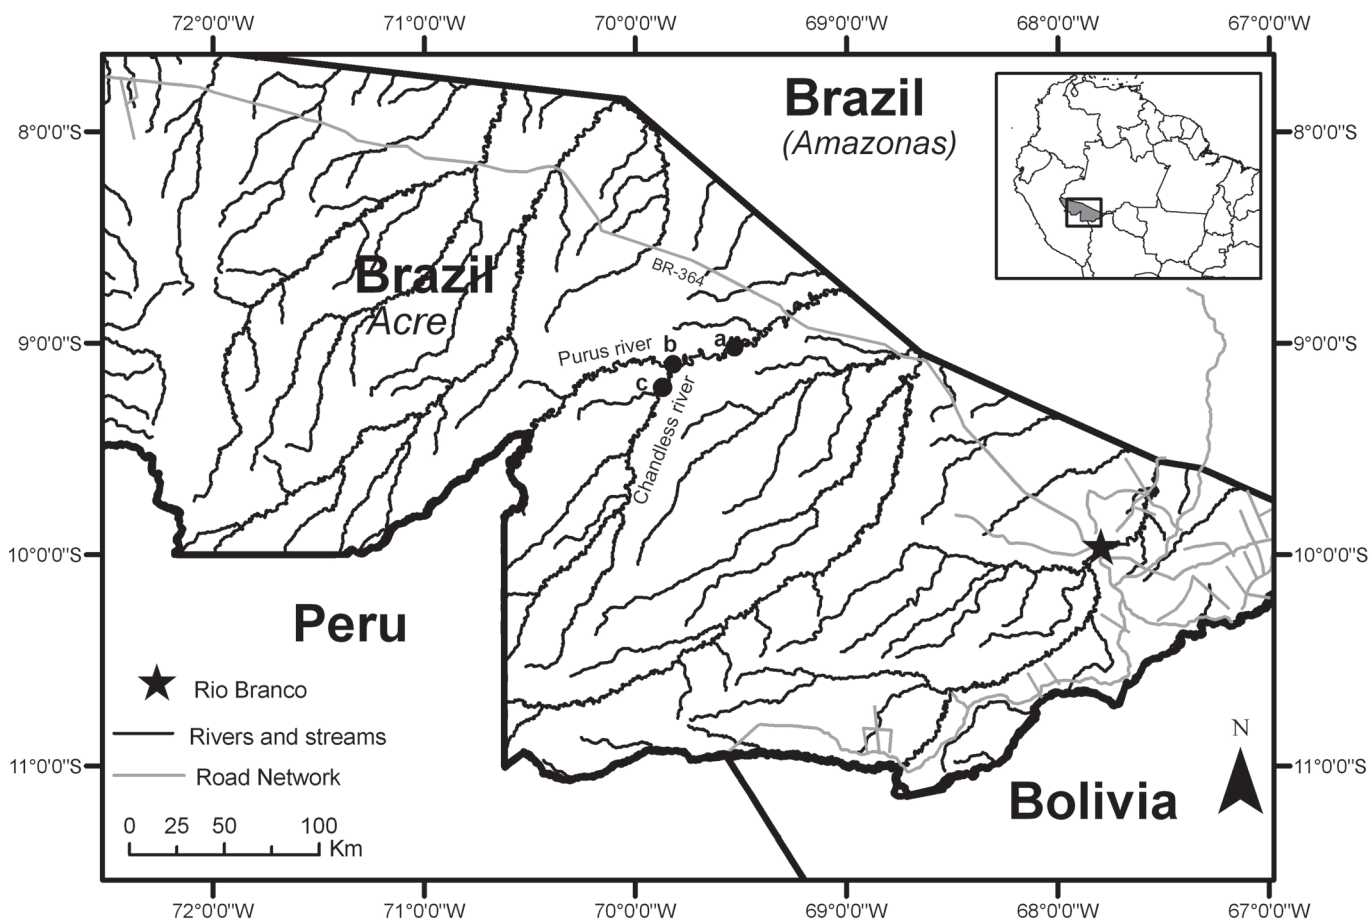 72°0'0"W 71°0'0"W 70°0'0"W 69°0'0"W 68°0'0"W 67°0'0"W
8°0'0"S
8°0'0"S
Brazil
(Amazonas)
BR-364
Brazil
Acre
9°0'0"S
9°0'0"S
Purus river
a
b
c
Chandless river
10°0'0"S
10°0'0"S
Peru
Rio Branco
Rivers and streams
Road Network
N
11°0'0"S
11°0'0"S
Bolivia
0 25 50 100
Km
72°0'0"W 71°0'0"W 70°0'0"W 69°0'0"W 68°0'0"W 67°0'0"W